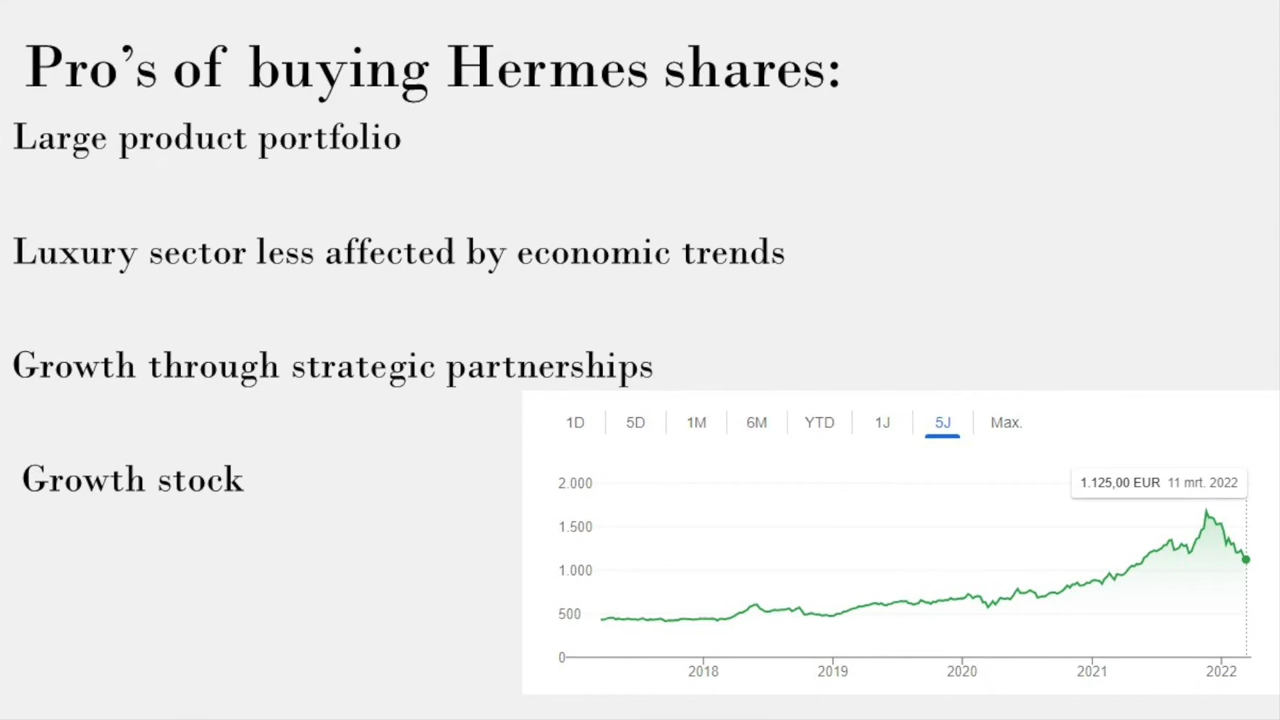 Pro's of buying Hermes shares:
Large product portfolio
Luxury sector less affected by economic trends
Growth through strategic partnerships
Growth stock
1D 5D 1M 6M YTD 1J 5J Max.
2.000
1.125,00 EUR 11 mrt. 2022
1.500
1.000
500
0
2018 2019 2020 2021 2022